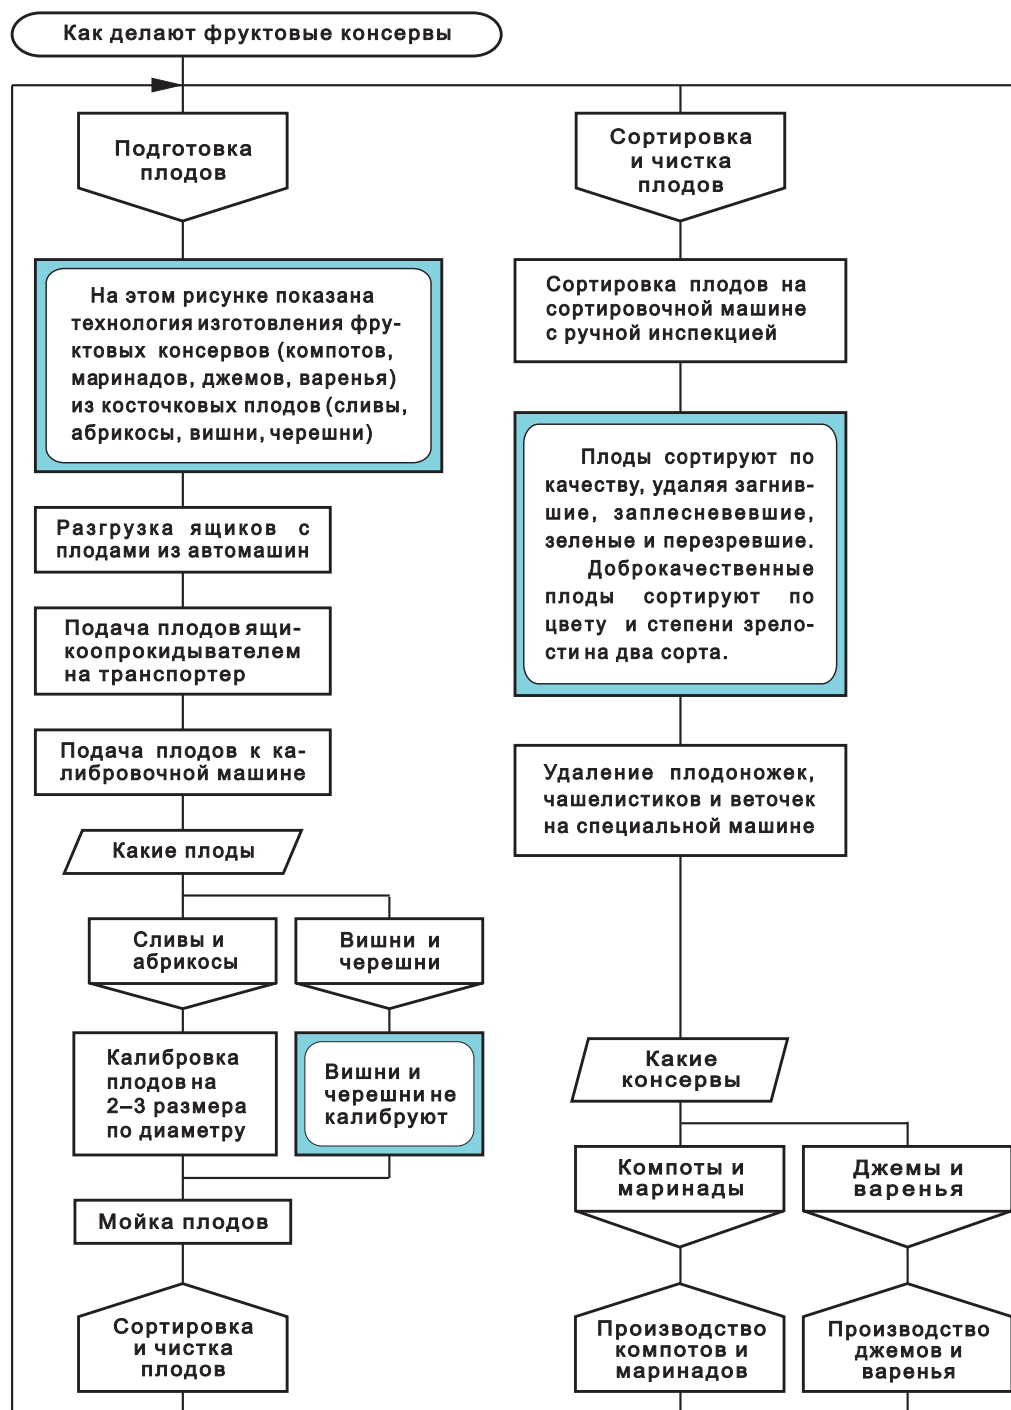 Как делают фруктовые консервы
Подготовка
плодов
На этом рисунке показана
технология изготовления фру-
ктовых консервов (компотов,
маринадов, джемов, варенья)
из косточковых плодов (сливы,
абрикосы, вишни, черешни)
Разгрузка ящиков с
плодами из автомашин
Подача плодов ящи-
коопрокидывателем
на транспортер
Подача плодов к ка-
либровочной машине
Какие плоды
Сливы и
абрикосы
Вишни и
черешни
Калибровка
плодов на
2–3 размера
по диаметру
Вишни и
черешни не
калибруют
Мойка плодов
Сортировка
и чистка
плодов
Сортировка
и чистка
плодов
Сортировка плодов на
сортировочной машине
с ручной инспекцией
Плоды сортируют по
качеству, удаляя загнив-
шие, заплесневевшие,
зеленые и перезревшие.
Доброкачественные
плоды сортируют по
цвету и степени зрело-
сти на два сорта.
Удаление плодоножек,
чашелистиков и веточек
на специальной машине
Какие
консервы
Компоты и
маринады
Джемы и
варенья
Производство
компотов и
маринадов
Производство
джемов и
варенья